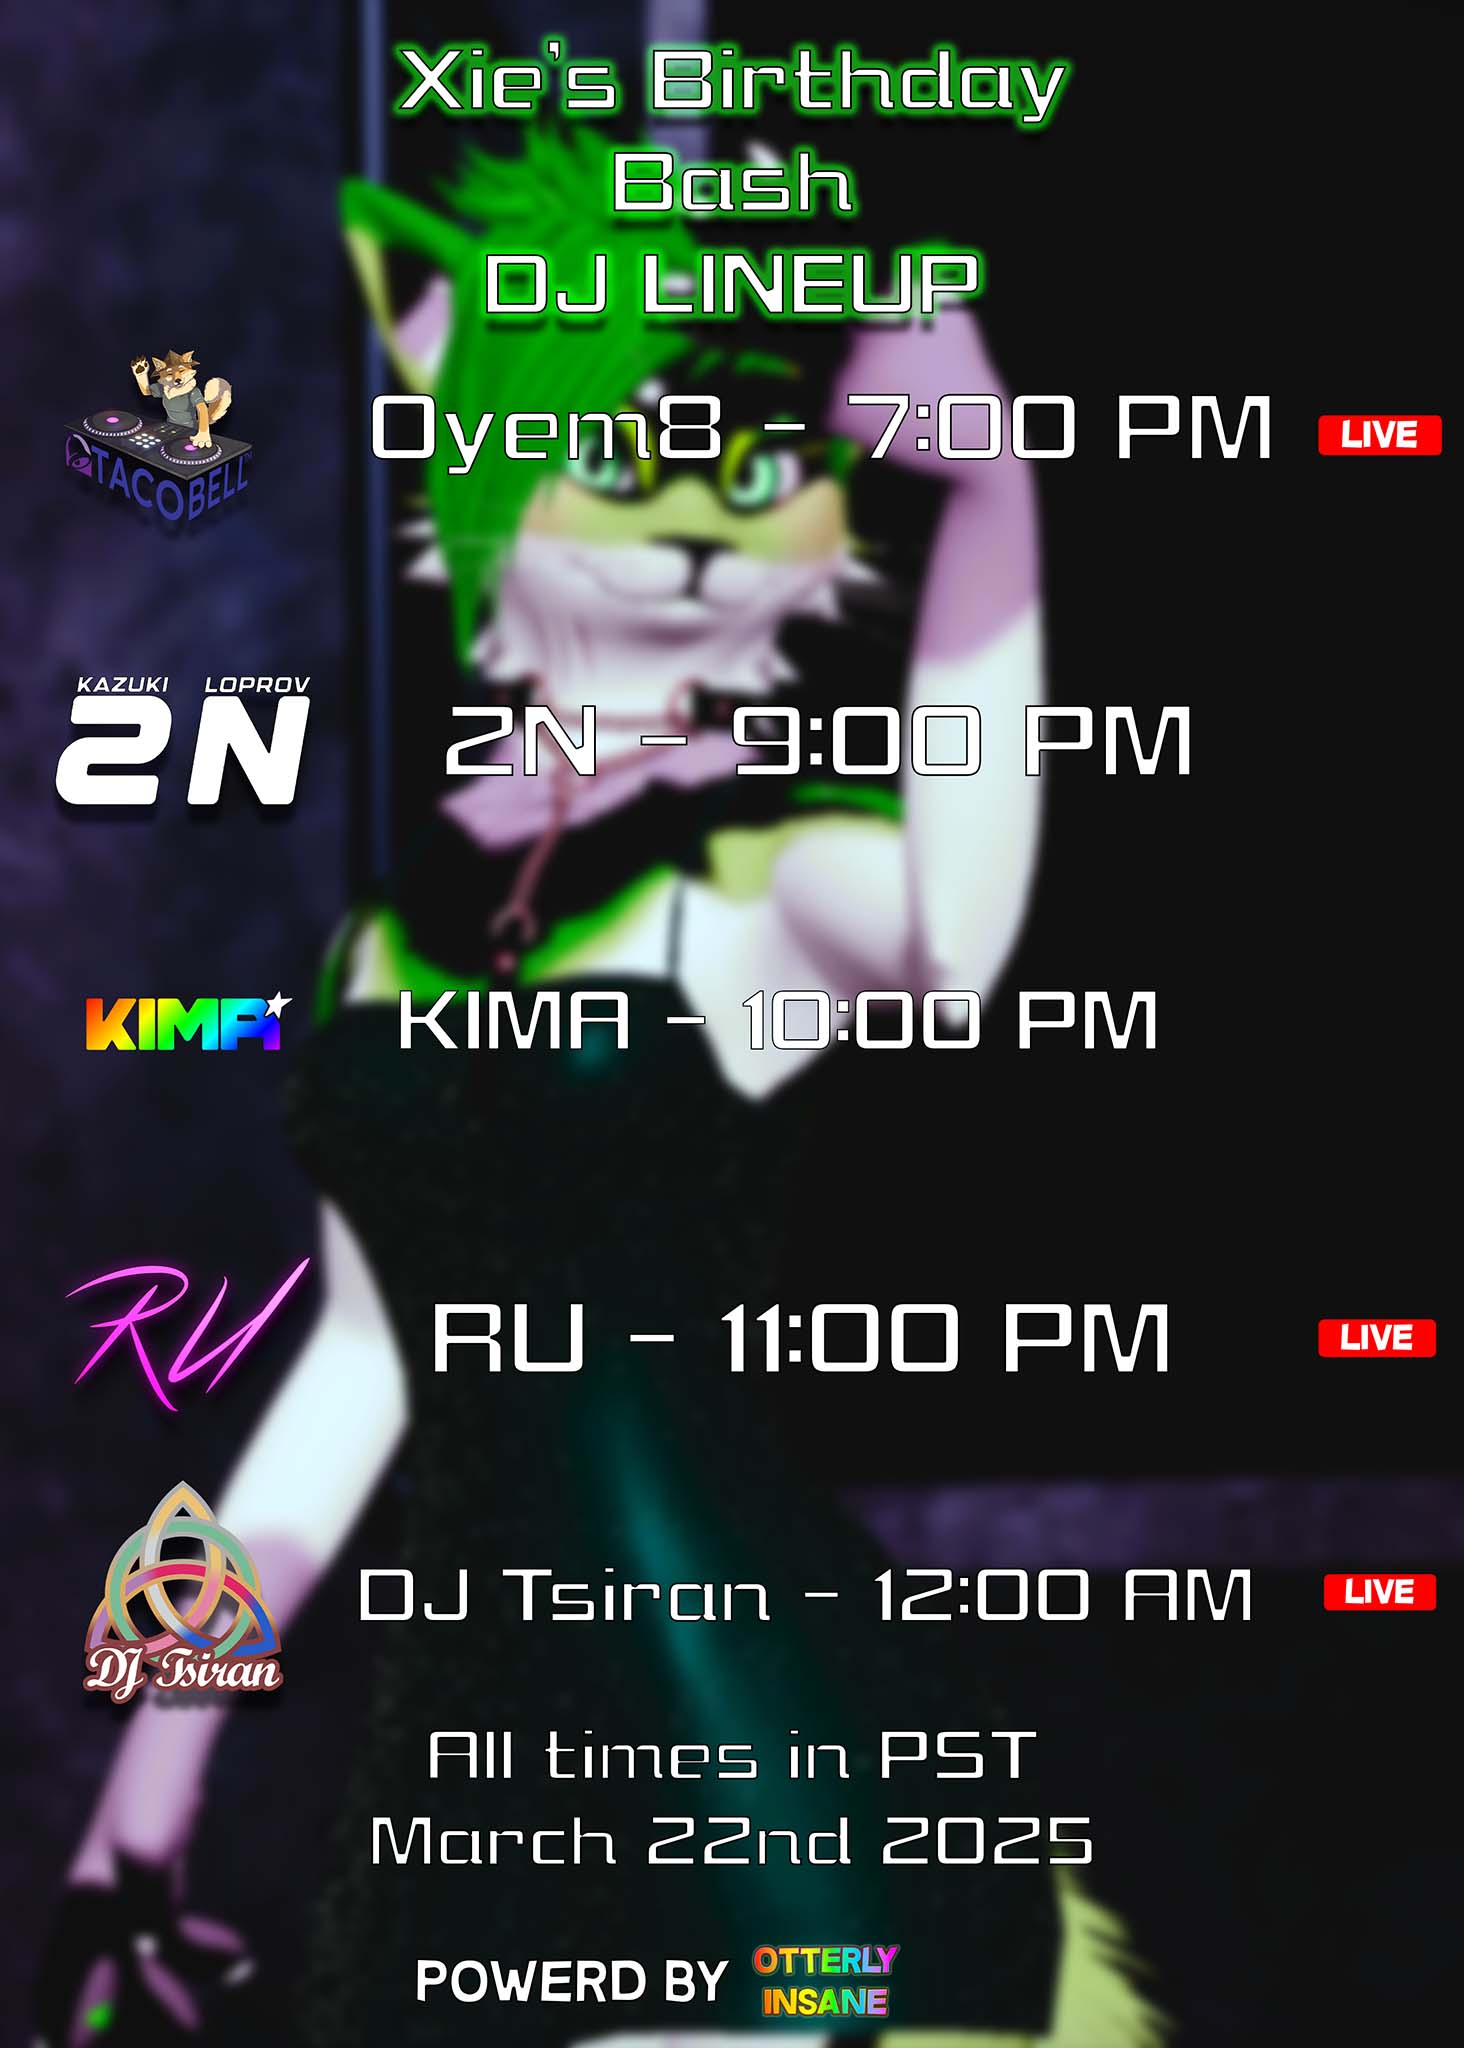 Xie's Birthday
Bash
DJ LINEUP
TACO BELL
Oyem8 - 7:00 PM
LIVE
KAZUKI LOPROV
2N
2N - 9:00 PM
KIMA
KIMA - 10:00 PM
RU
RU - 11:00 PM
LIVE
DJ Tsiran
DJ Tsiran - 12:00 AM
LIVE
All times in PST
March 22nd 2025
POWERD BY OTTERLY
INSANE